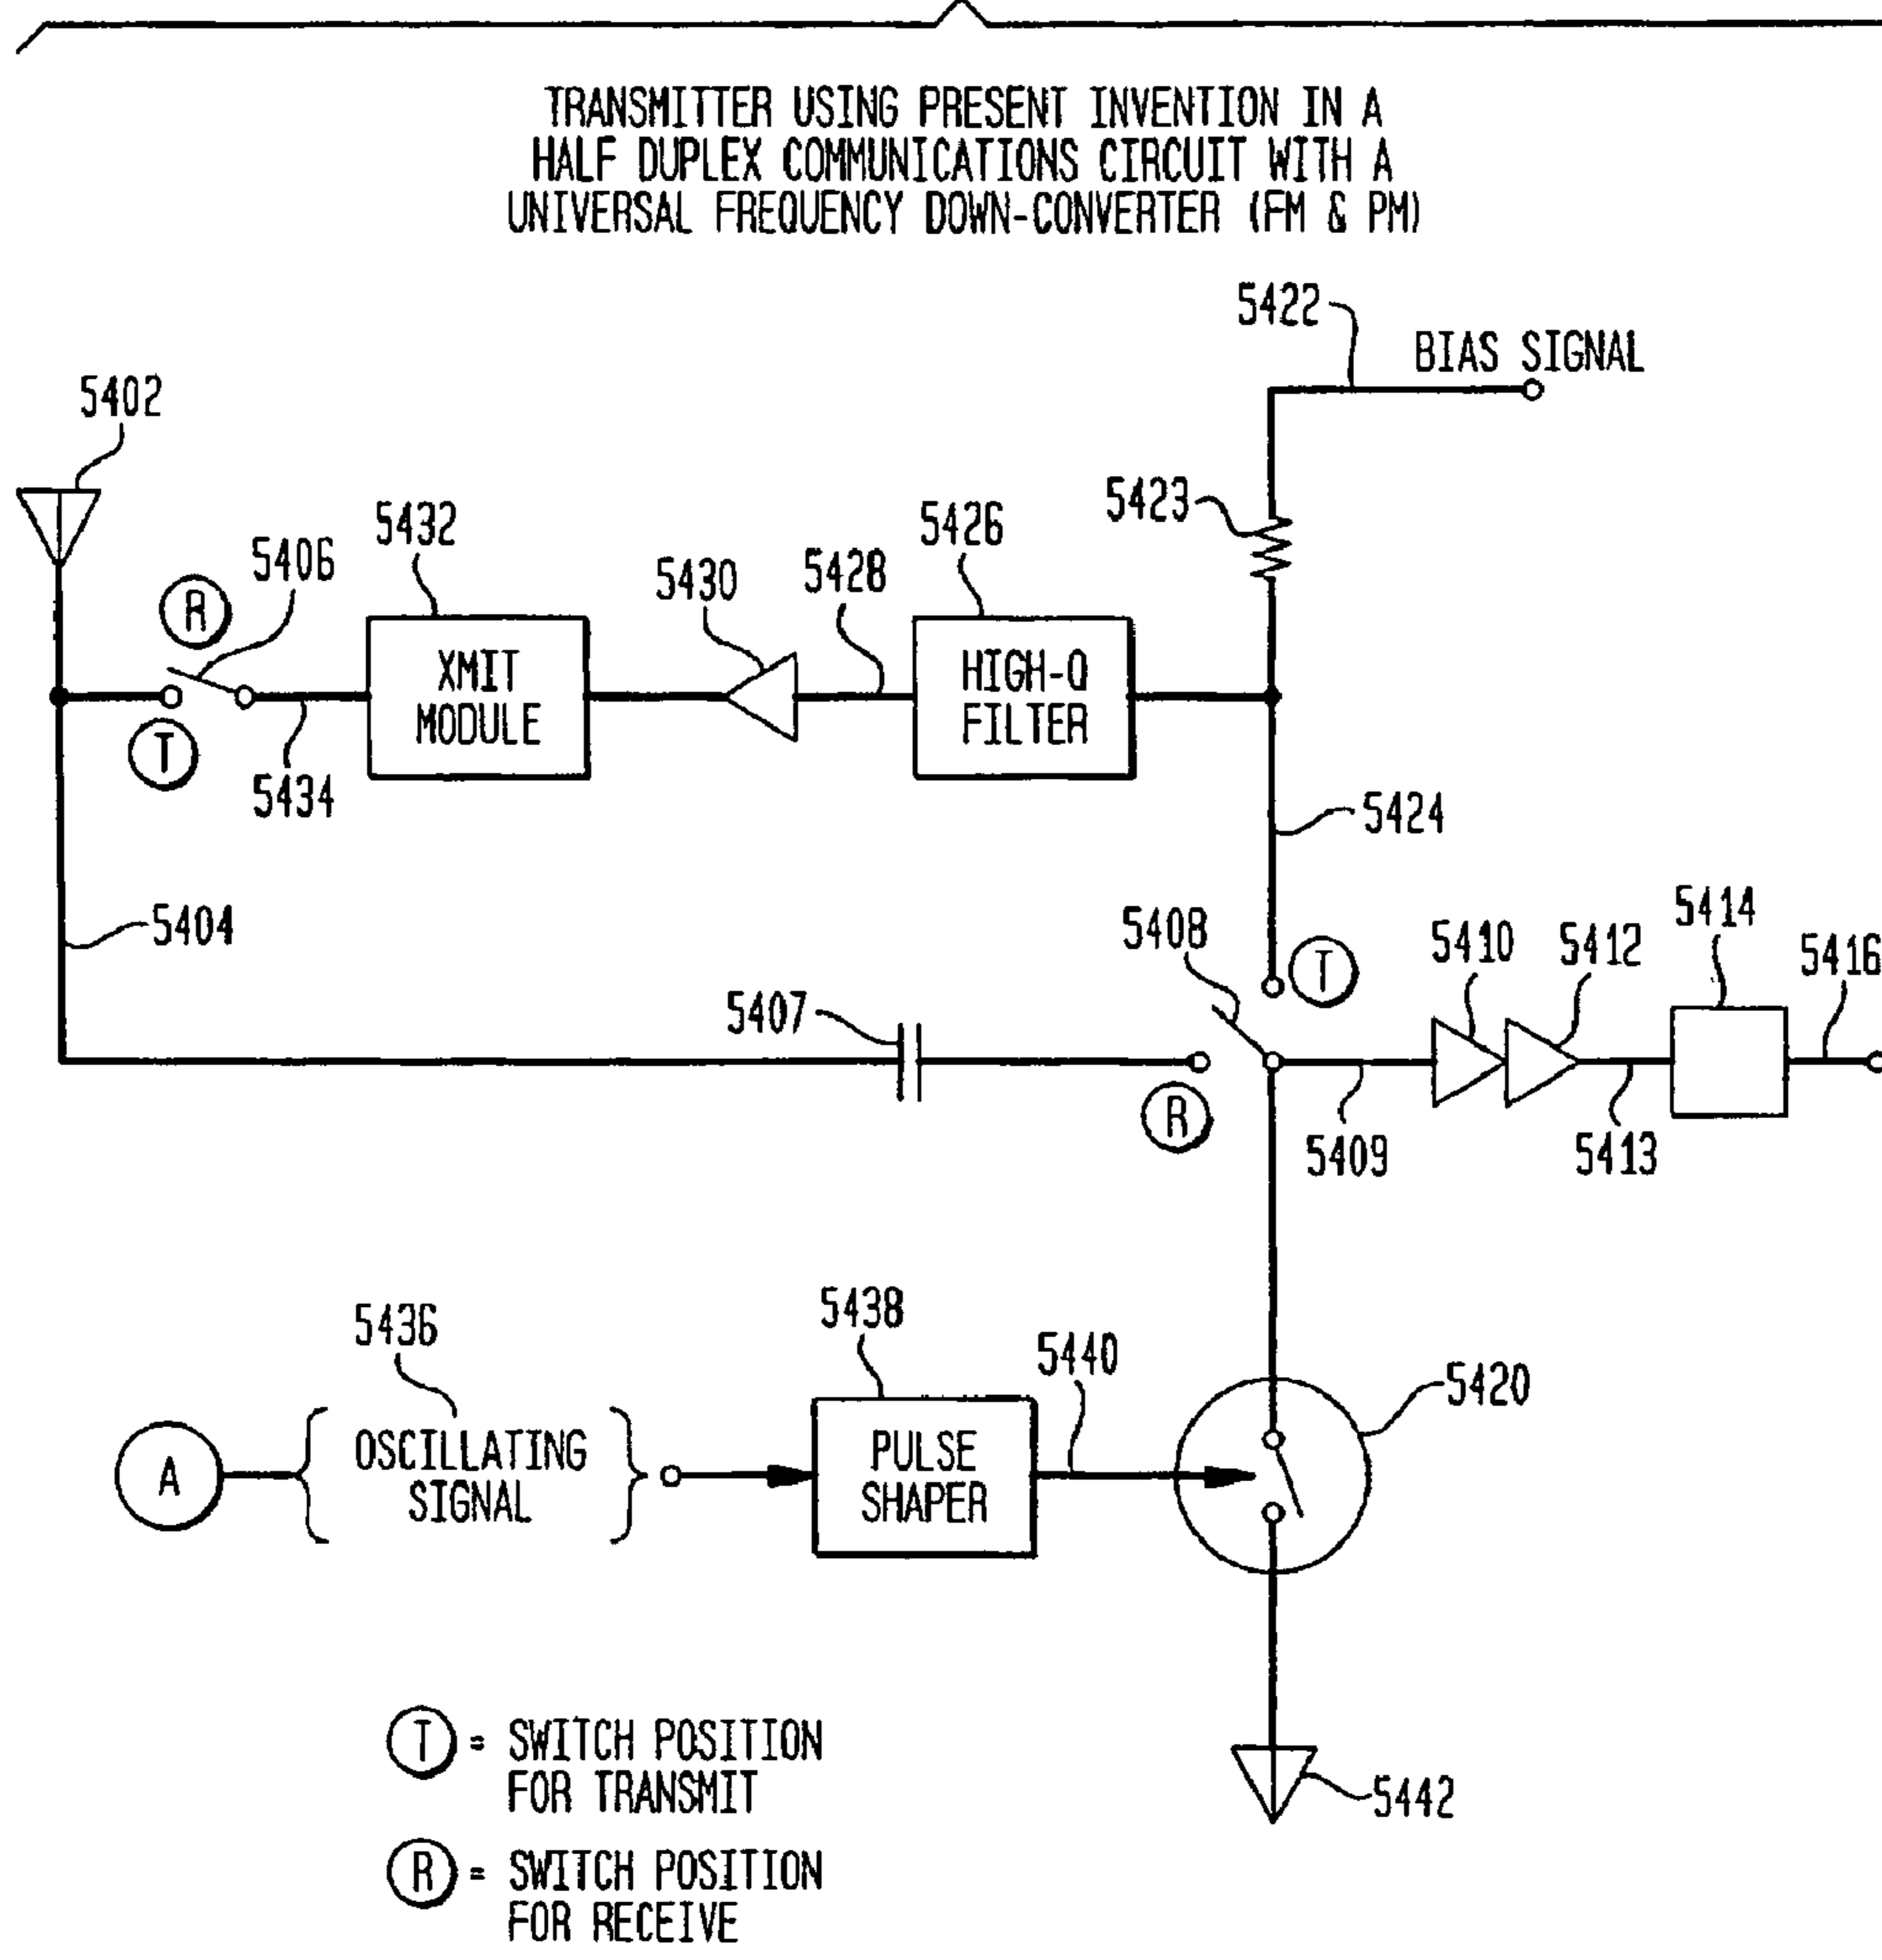 TRANSMITTER USING PRESENT INVENTION IN A
HALF DUPLEX COMMUNICATIONS CIRCUIT WITH A
UNIVERSAL FREQUENCY DOWN-CONVERTER (FM & PM)
5422
BIAS SIGNAL
5402
5423
5432
5426
5406
5430
5428
R
XMIT
MODULE
HIGH-Q
FILTER
T
5434
5424
5404
5408
5414
5410
5412
5416
T
5407
R
5409
5413
5436
5438
5440
5420
A
OSCILLATING
SIGNAL
PULSE
SHAPER
T = SWITCH POSITION
FOR TRANSMIT
5442
R = SWITCH POSITION
FOR RECEIVE